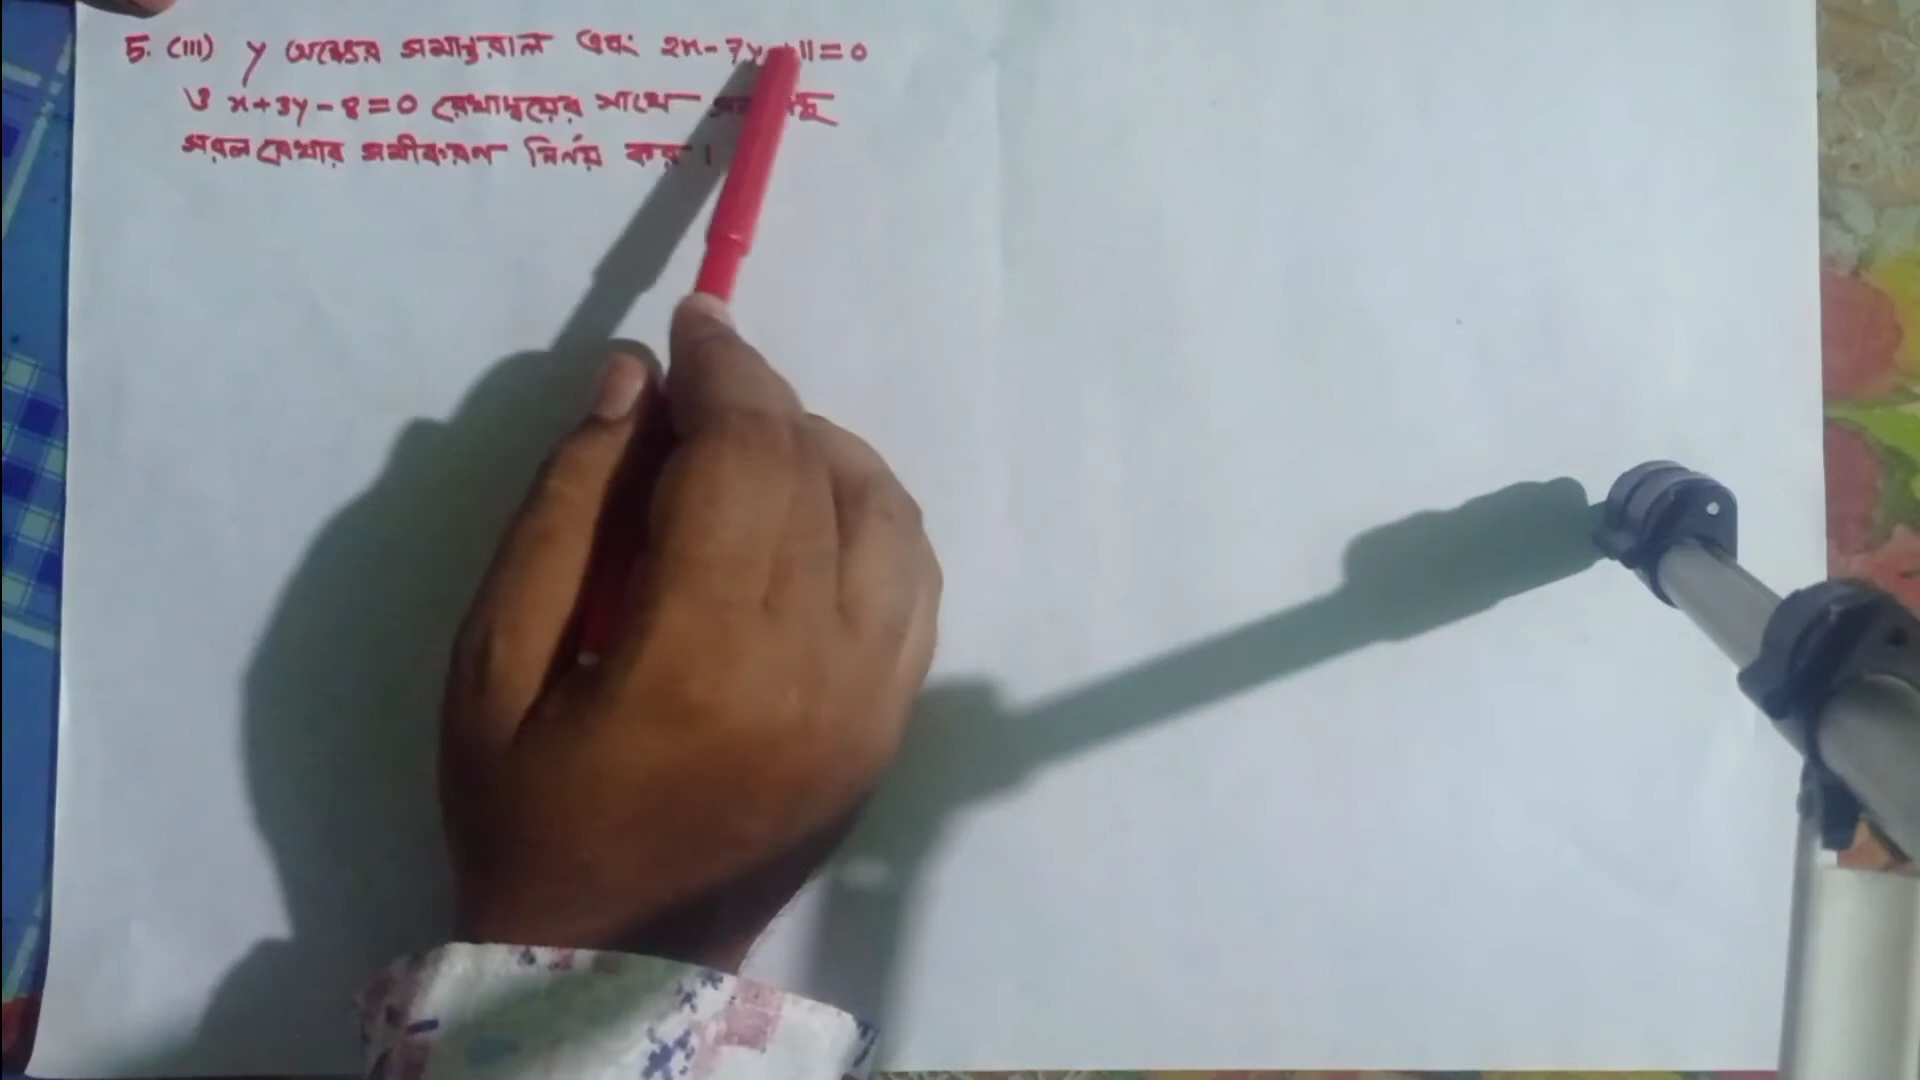 5. (iii) y অক্ষের সমান্তরাল এবং 2x - 7y + 11 = 0
ও x + 3y - 8 = 0 রেখাদ্বয়ের সাথে
সরলরেখার সমীকরণ নির্ণয় কর।